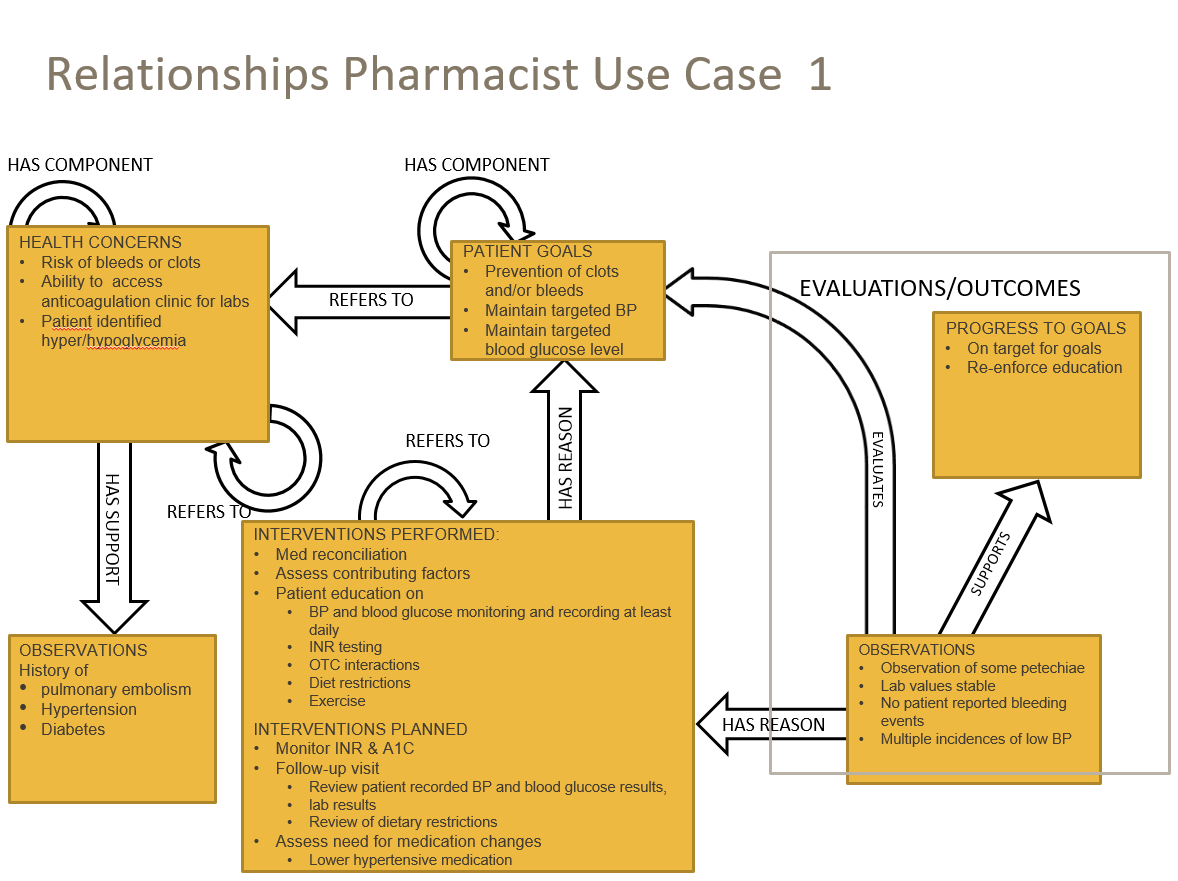 Relationships Pharmacist Use Case 1
HAS COMPONENT
HAS COMPONENT
HEALTH CONCERNS
• Risk of bleeds or clots
• Ability to access
anticoagulation clinic for labs
• Patient identified
hyper/hypoglycemia
REFERS TO
PATIENT GOALS
• Prevention of clots
and/or bleeds
• Maintain targeted BP
• Maintain targeted
blood glucose level
EVALUATIONS/OUTCOMES
PROGRESS TO GOALS
• On target for goals
• Re-enforce education
HAS SUPPORT
REFERS TO
REFERS TO
HAS REASON
EVALUATES
SUPPORTS
OBSERVATIONS
History of
• pulmonary embolism
• Hypertension
• Diabetes
INTERVENTIONS PERFORMED:
• Med reconciliation
• Assess contributing factors
• Patient education on
• BP and blood glucose monitoring and recording at least
daily
• INR testing
• OTC interactions
• Diet restrictions
• Exercise
INTERVENTIONS PLANNED
• Monitor INR & A1C
• Follow-up visit
• Review patient recorded BP and blood glucose results,
• lab results
• Review of dietary restrictions
• Assess need for medication changes
• Lower hypertensive medication
HAS REASON
OBSERVATIONS
• Observation of some petechiae
• Lab values stable
• No patient reported bleeding
events
• Multiple incidences of low BP